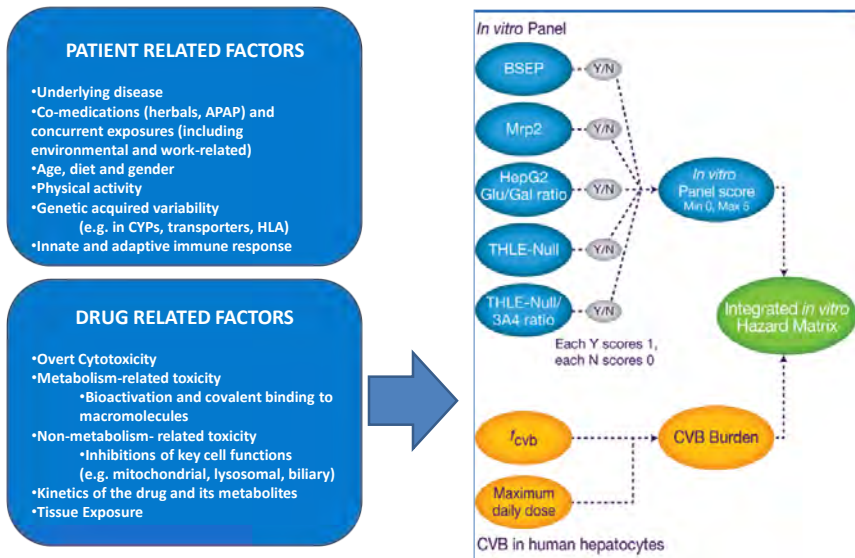 PATIENT RELATED FACTORS
•Underlying disease
•Co-medications (herbals, APAP) and
concurrent exposures (including
environmental and work-related)
•Age, diet and gender
•Physical activity
•Genetic acquired variability
(e.g. in CYPs, transporters, HLA)
•Innate and adaptive immune response
DRUG RELATED FACTORS
•Overt Cytotoxicity
•Metabolism-related toxicity
•Bioactivation and covalent binding to
macromolecules
•Non-metabolism- related toxicity
•Inhibitions of key cell functions
(e.g. mitochondrial, lysosomal, biliary)
•Kinetics of the drug and its metabolites
•Tissue Exposure
In vitro Panel
BSEP
Y/N
Mrp2
Y/N
HepG2
Glu/Gal ratio
Y/N
THLE-Null
Y/N
THLE-Null/
3A4 ratio
Y/N
Each Y scores 1,
each N scores 0
In vitro
Panel score
Min 0, Max 5
Integrated in vitro
Hazard Matrix
fcvb
CVB Burden
Maximum
daily dose
CVB in human hepatocytes